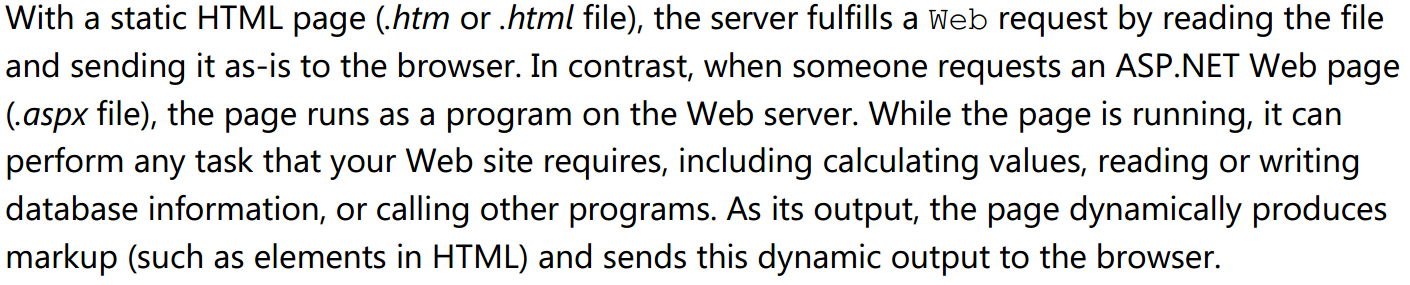 With a static HTML page (.htm or .html file), the server fulfills a Web request by reading the file
and sending it as-is to the browser. In contrast, when someone requests an ASP.NET Web page
(.aspx file), the page runs as a program on the Web server. While the page is running, it can
perform any task that your Web site requires, including calculating values, reading or writing
database information, or calling other programs. As its output, the page dynamically produces
markup (such as elements in HTML) and sends this dynamic output to the browser.